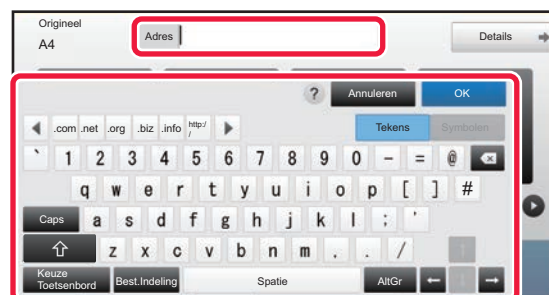 Origineel
A4
Adres
Details
? Annuleren OK
.com .net .org .biz .info http:/
/
Tekens Symbolen
` 1 2 3 4 5 6 7 8 9 0 - = @
q w e r t y u i o p [ ] #
Caps a s d f g h j k l ; '
z x c v b n m , . /
Keuze
Toetsenbord Best.Indeling Spatie AltGr